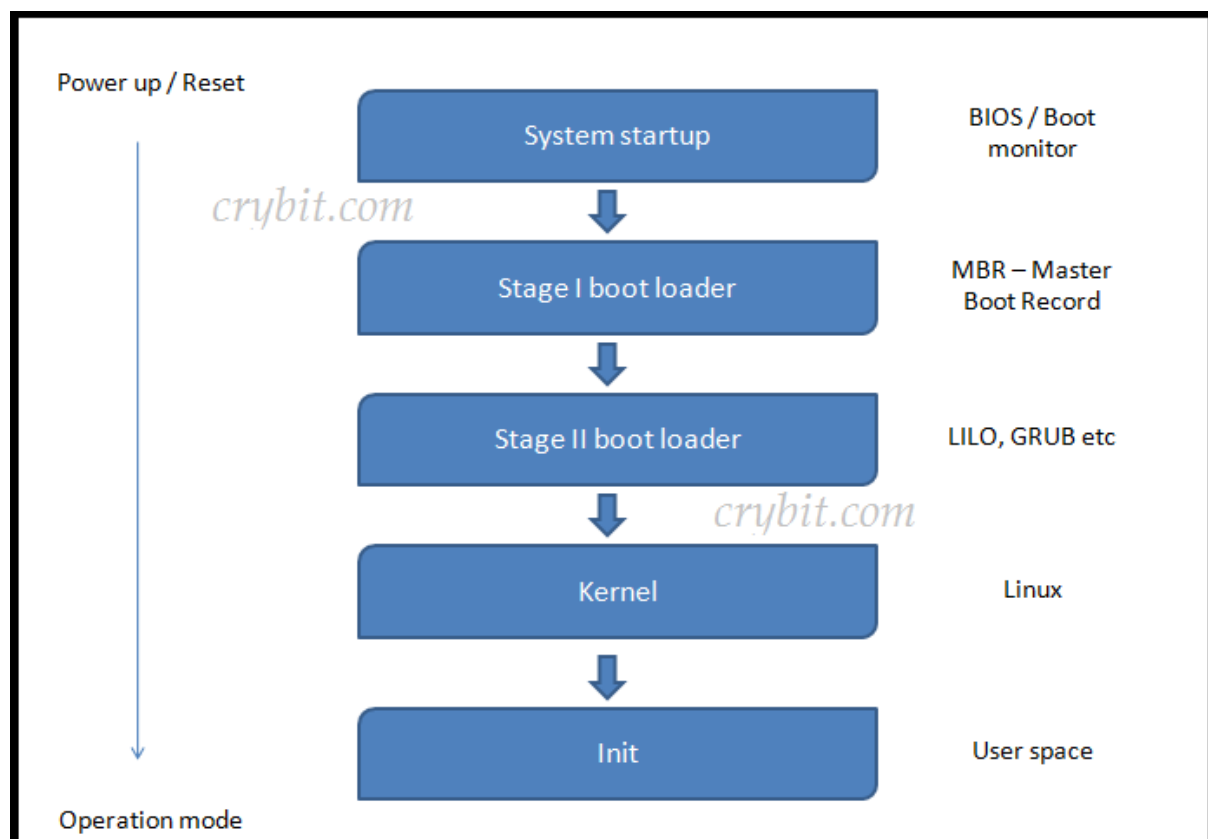 Power up / Reset
System startup
BIOS / Boot
monitor
crybit.com
Stage I boot loader
MBR – Master
Boot Record
Stage II boot loader
LILO, GRUB etc
crybit.com
Kernel
Linux
Init
User space
Operation mode